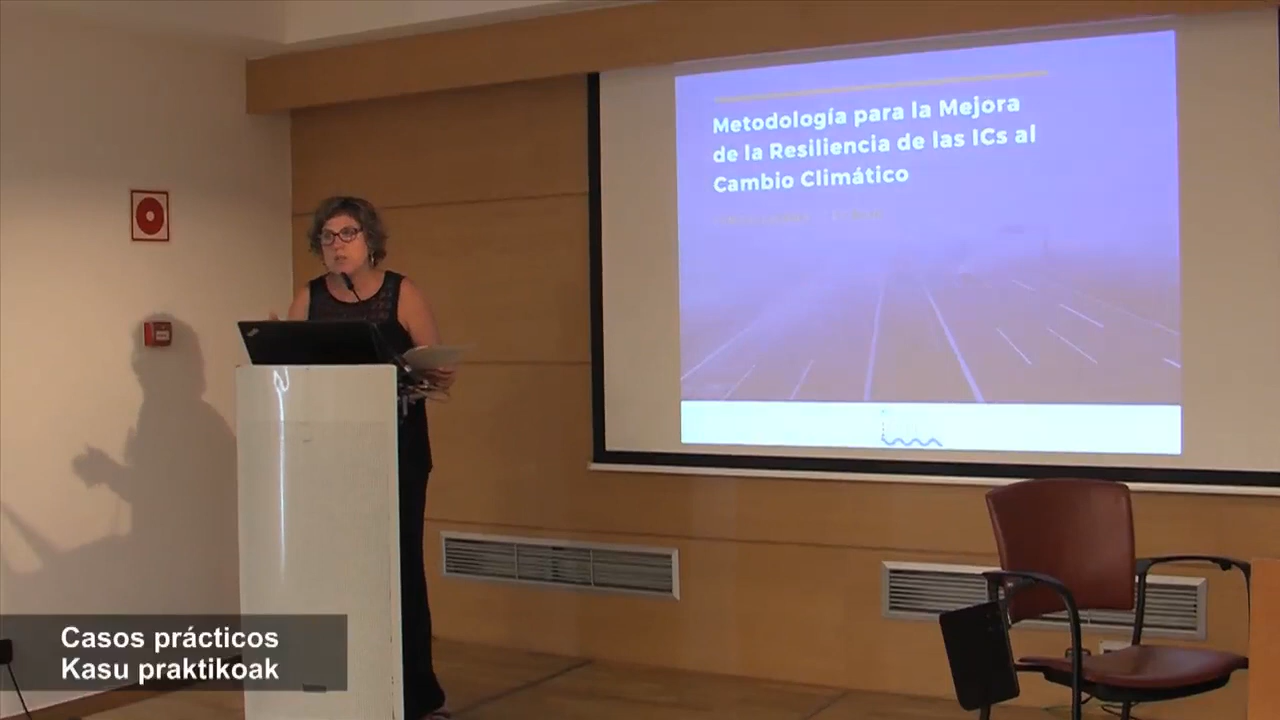 Metodología para la Mejora
de la Resiliencia de las ICs al
Cambio Climático
Casos prácticos
Kasu praktikoak